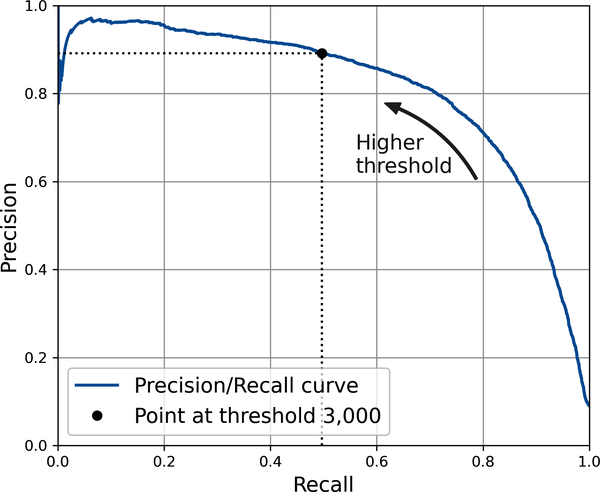 1.0
0.8
0.6
0.4
0.2
0.0
Precision
Higher
threshold
Precision/Recall curve
Point at threshold 3,000
0.0 0.2 0.4 0.6 0.8 1.0
Recall